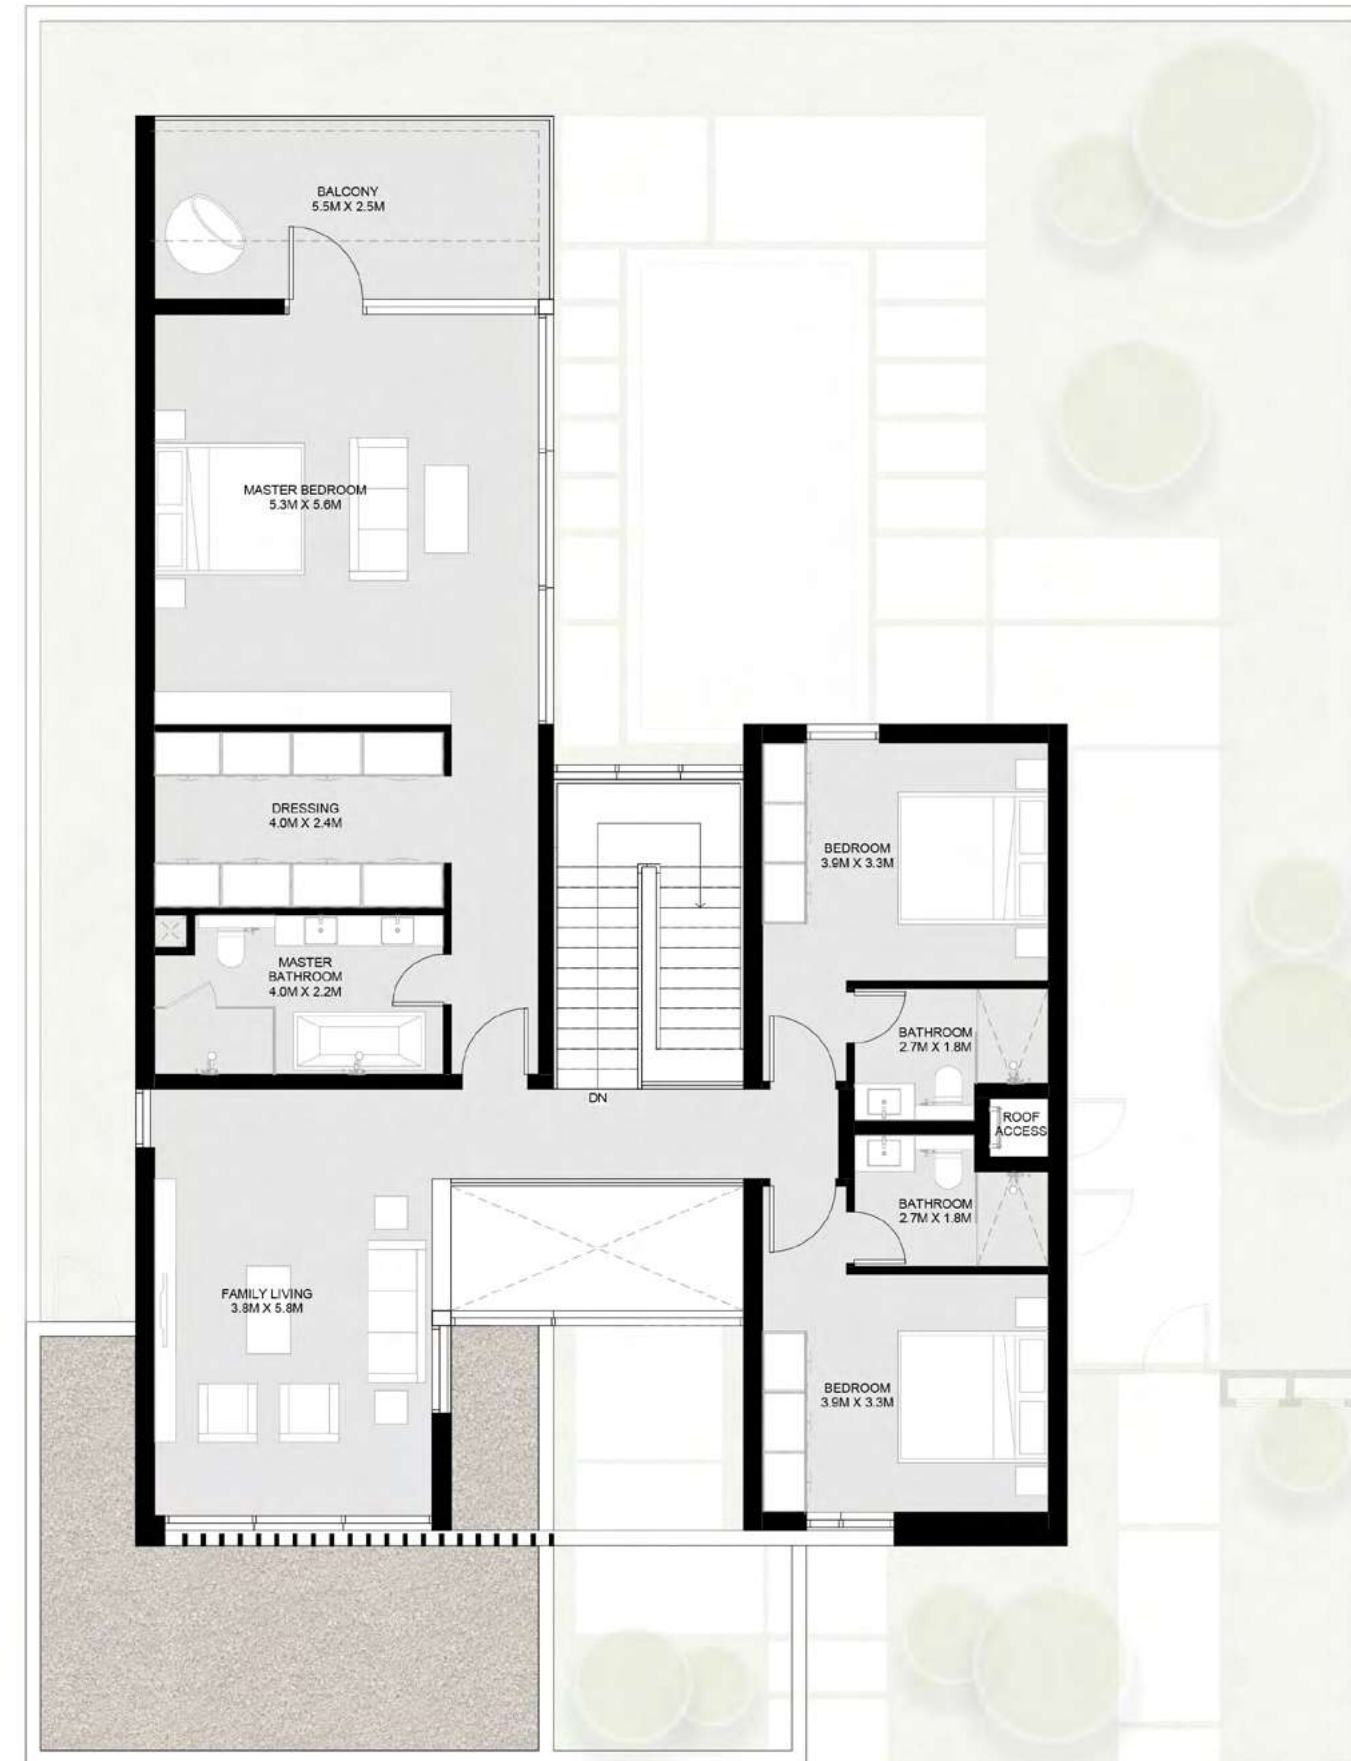 BALCONY
5.5M X 2.5M
MASTER BEDROOM
5.3M X 5.6M
DRESSING
4.0M X 2.4M
BEDROOM
3.9M X 3.3M
MASTER
BATHROOM
4.0M X 2.2M
BATHROOM
2.7M X 1.8M
DN
ROOF
ACCESS
BATHROOM
2.7M X 1.8M
FAMILY LIVING
3.8M X 5.8M
BEDROOM
3.9M X 3.3M